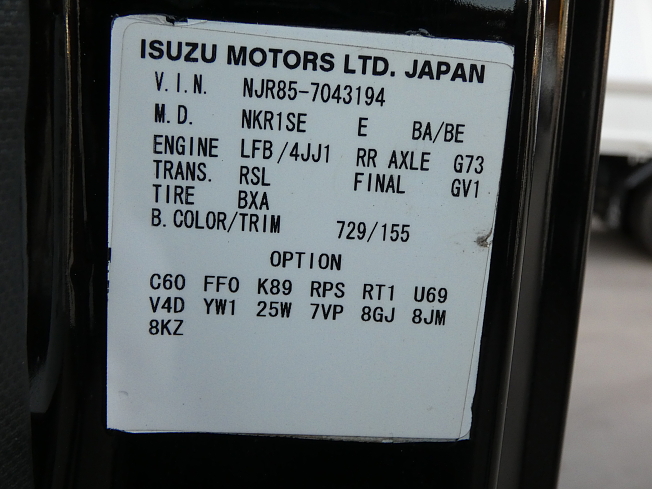 ISUZU MOTORS LTD. JAPAN
V.I.N. NJR85-7043194
M.D. NKR1SE E BA/BE
ENGINE LFB/4JJ1 RR AXLE G73
TRANS. RSL FINAL GV1
TIRE BXA
B.COLOR/TRIM 729/155
OPTION
C60 FF0 K89 RPS RT1 U69
V4D YW1 25W 7VP 8GJ 8JM
8KZ